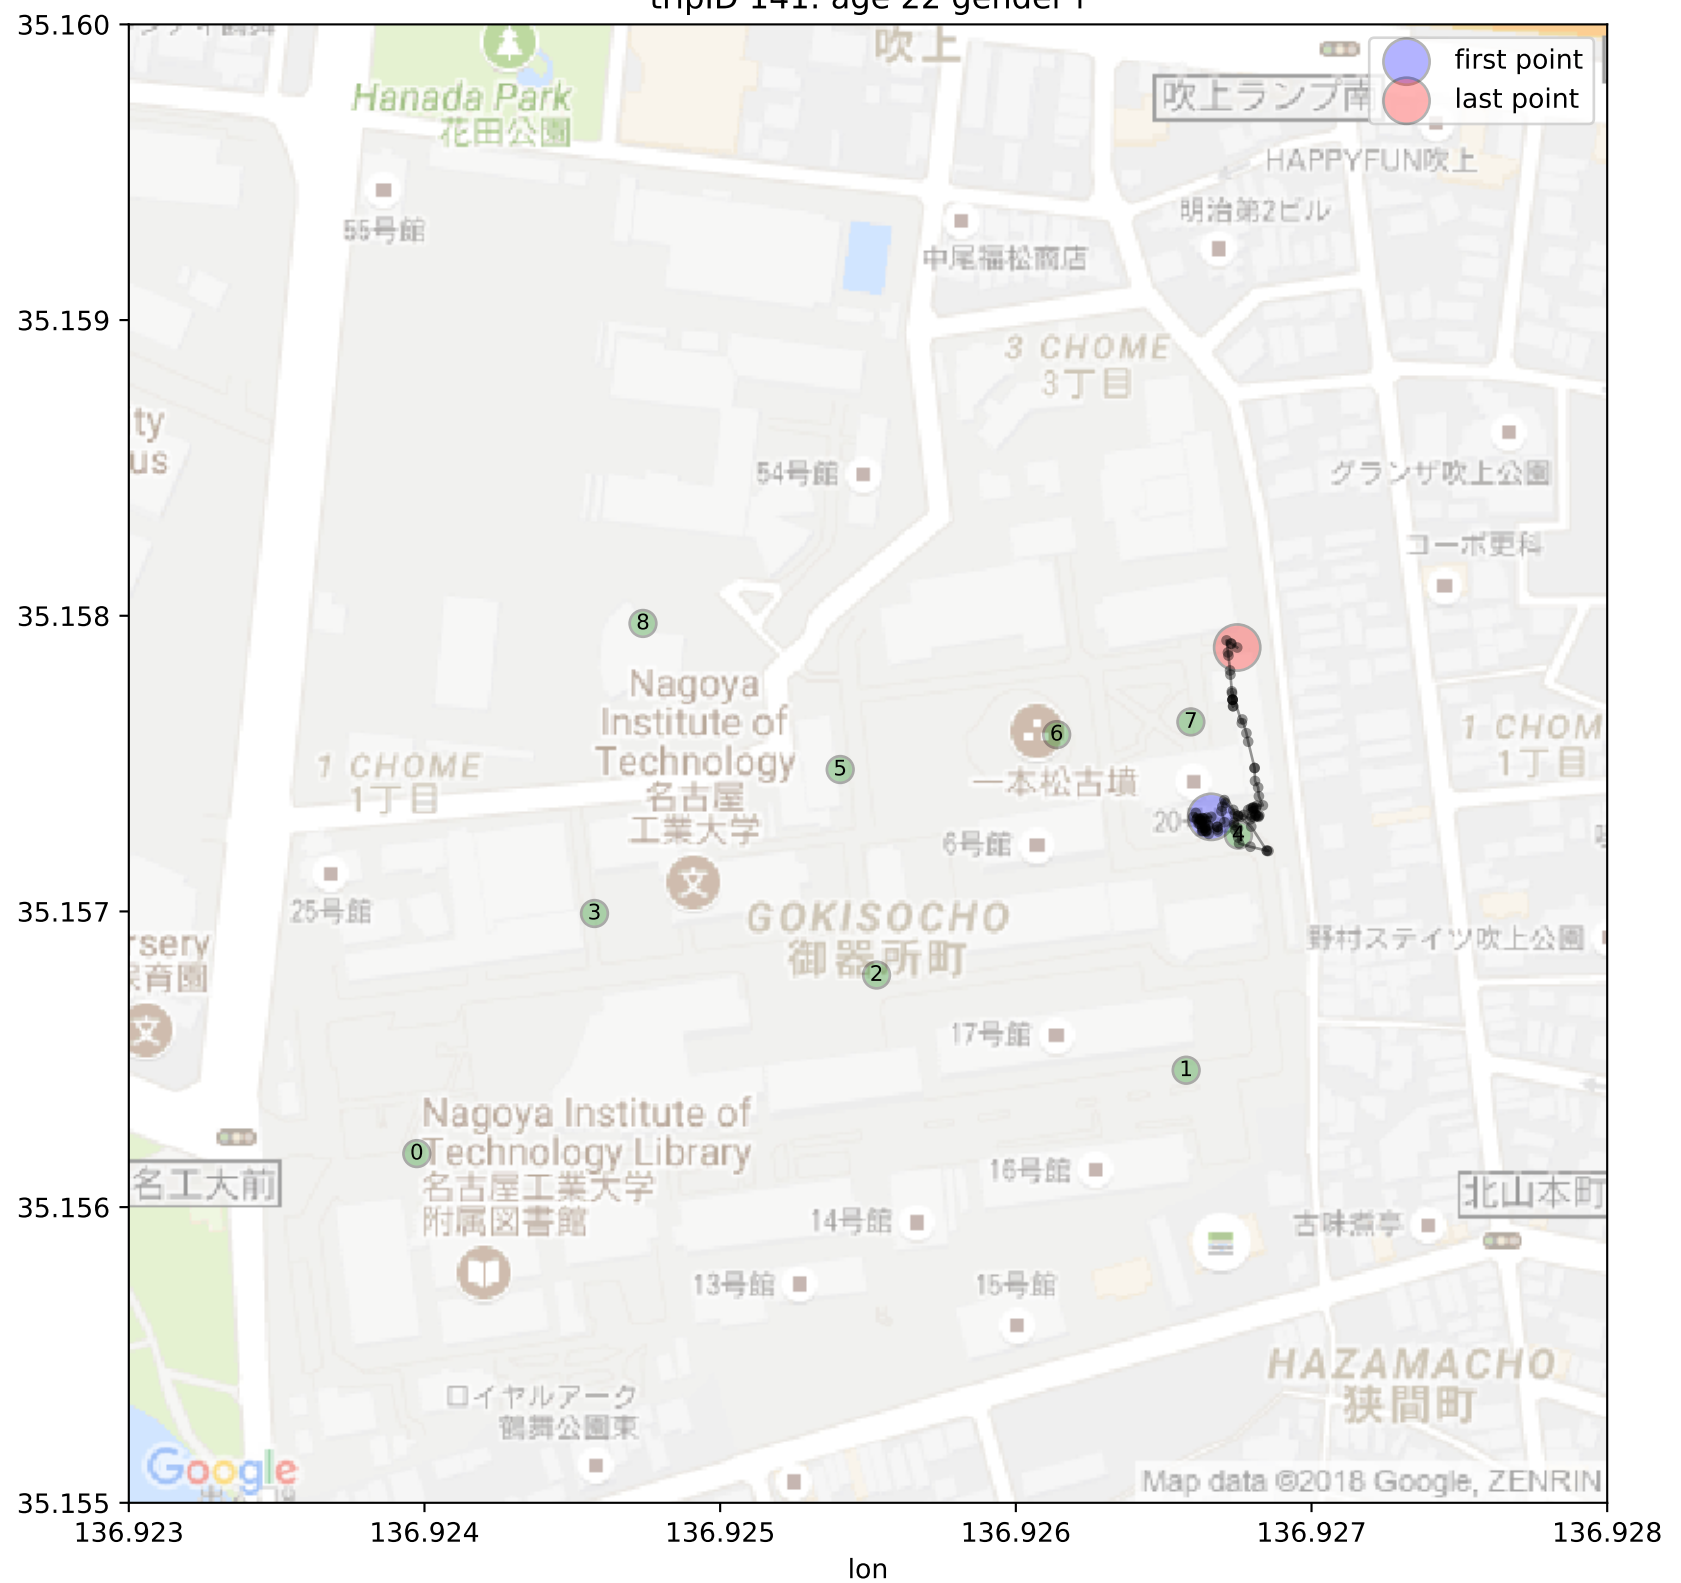 35.160
first point
last point
吹上
吹上ランプ南
Hanada Park
花田公園
HAPPYFUN吹上
明治第2ビル
55号館
中尾福松商店
35.159
3 CHOME
3丁目
ty
us
54号館
グランザ吹上公園
コーポ更科
35.158
8
Nagoya
Institute of
Technology
名古屋
工業大学
7
6
5
1 CHOME
1丁目
1 CHOM
1丁目
一本松古墳
20
4
6号館
25号館
3
35.157
GOKISOCHO
御器所町
野村ステイツ吹上公園
rsery
育園
2
17号館
1
Nagoya Institute of
Technology Library
名古屋工業大学
附属図書館
0
名工大前
16号館
北山本町
35.156
14号館
古味煮亭
13号館
15号館
HAZAMACHO
狭間町
ロイヤルアーク
鶴舞公園東
Google
Map data ©2018 Google, ZENRIN
35.155
136.923
136.924
136.925
136.926
136.927
136.928
lon